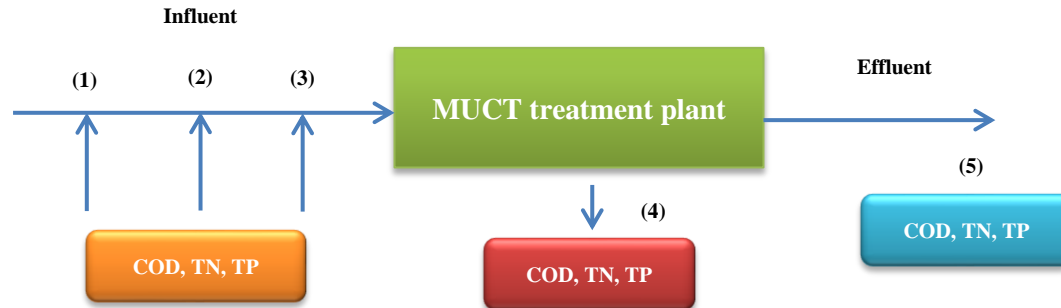 Influent
(1)
(2)
(3)
Effluent
MUCT treatment plant
(5)
(4)
COD, TN, TP
COD, TN, TP
COD, TN, TP